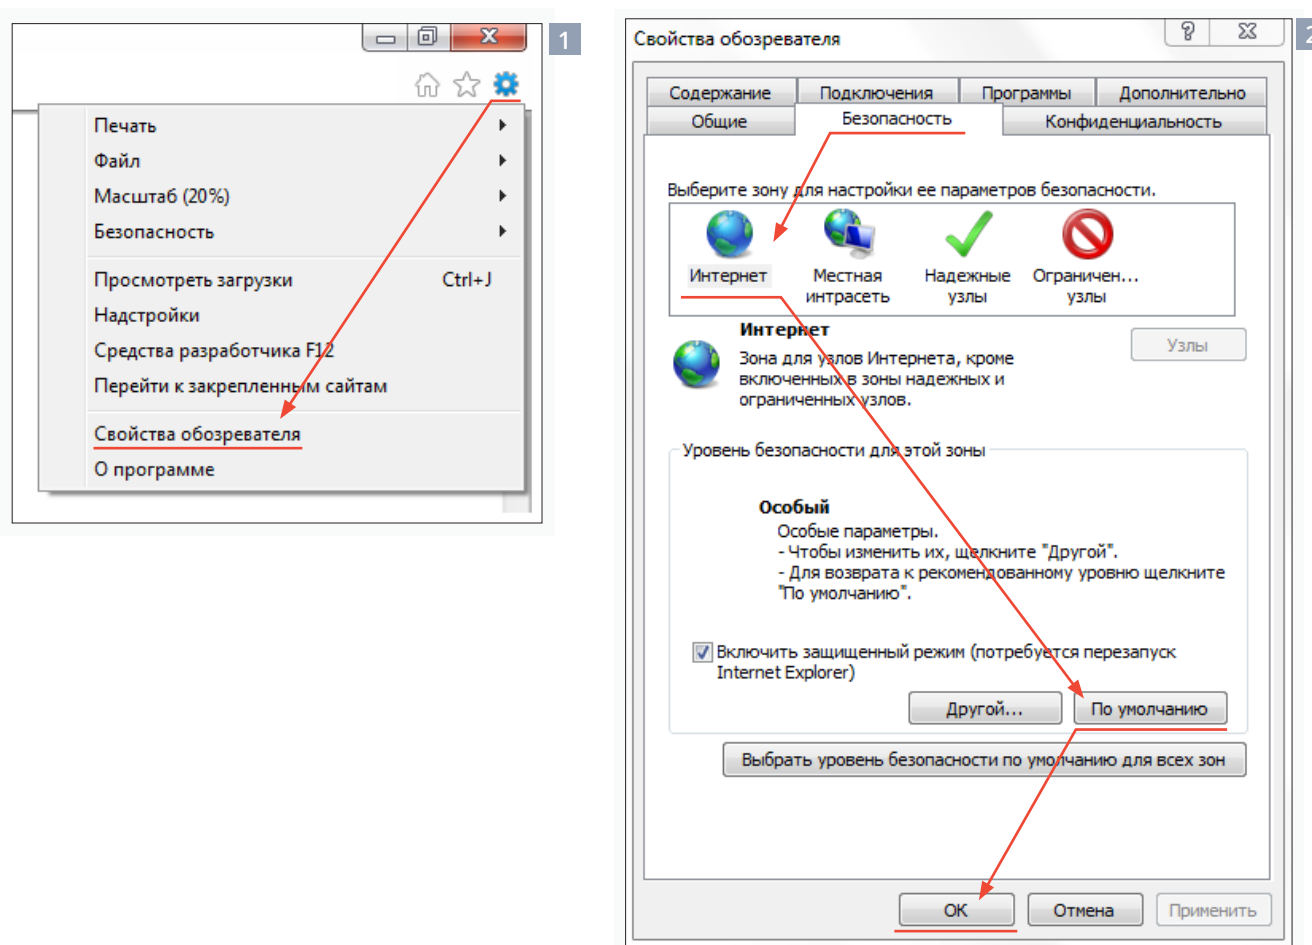 1
Печать
Файл
Масштаб (20%)
Безопасность
Просмотреть загрузки Ctrl+J
Надстройки
Средства разработчика F12
Перейти к закрепленным сайтам
Свойства обозревателя
О программе
2
Свойства обозревателя
Содержание Подключения Программы Дополнительно
Общие Безопасность Конфиденциальность
Выберите зону для настройки ее параметров безопасности.
Интернет Местная Надежные Ограничен...
интрасеть узлы узлы
Интернет
Узлы
Зона для узлов Интернета, кроме
включенных в зоны надежных и
ограниченных узлов.
Уровень безопасности для этой зоны
Особый
Особые параметры.
- Чтобы изменить их, щелкните "Другой".
- Для возврата к рекомендованному уровню щелкните
"По умолчанию".
Включить защищенный режим (потребуется перезапуск
Internet Explorer)
Другой... По умолчанию
Выбрать уровень безопасности по умолчанию для всех зон
ОК Отмена Применить